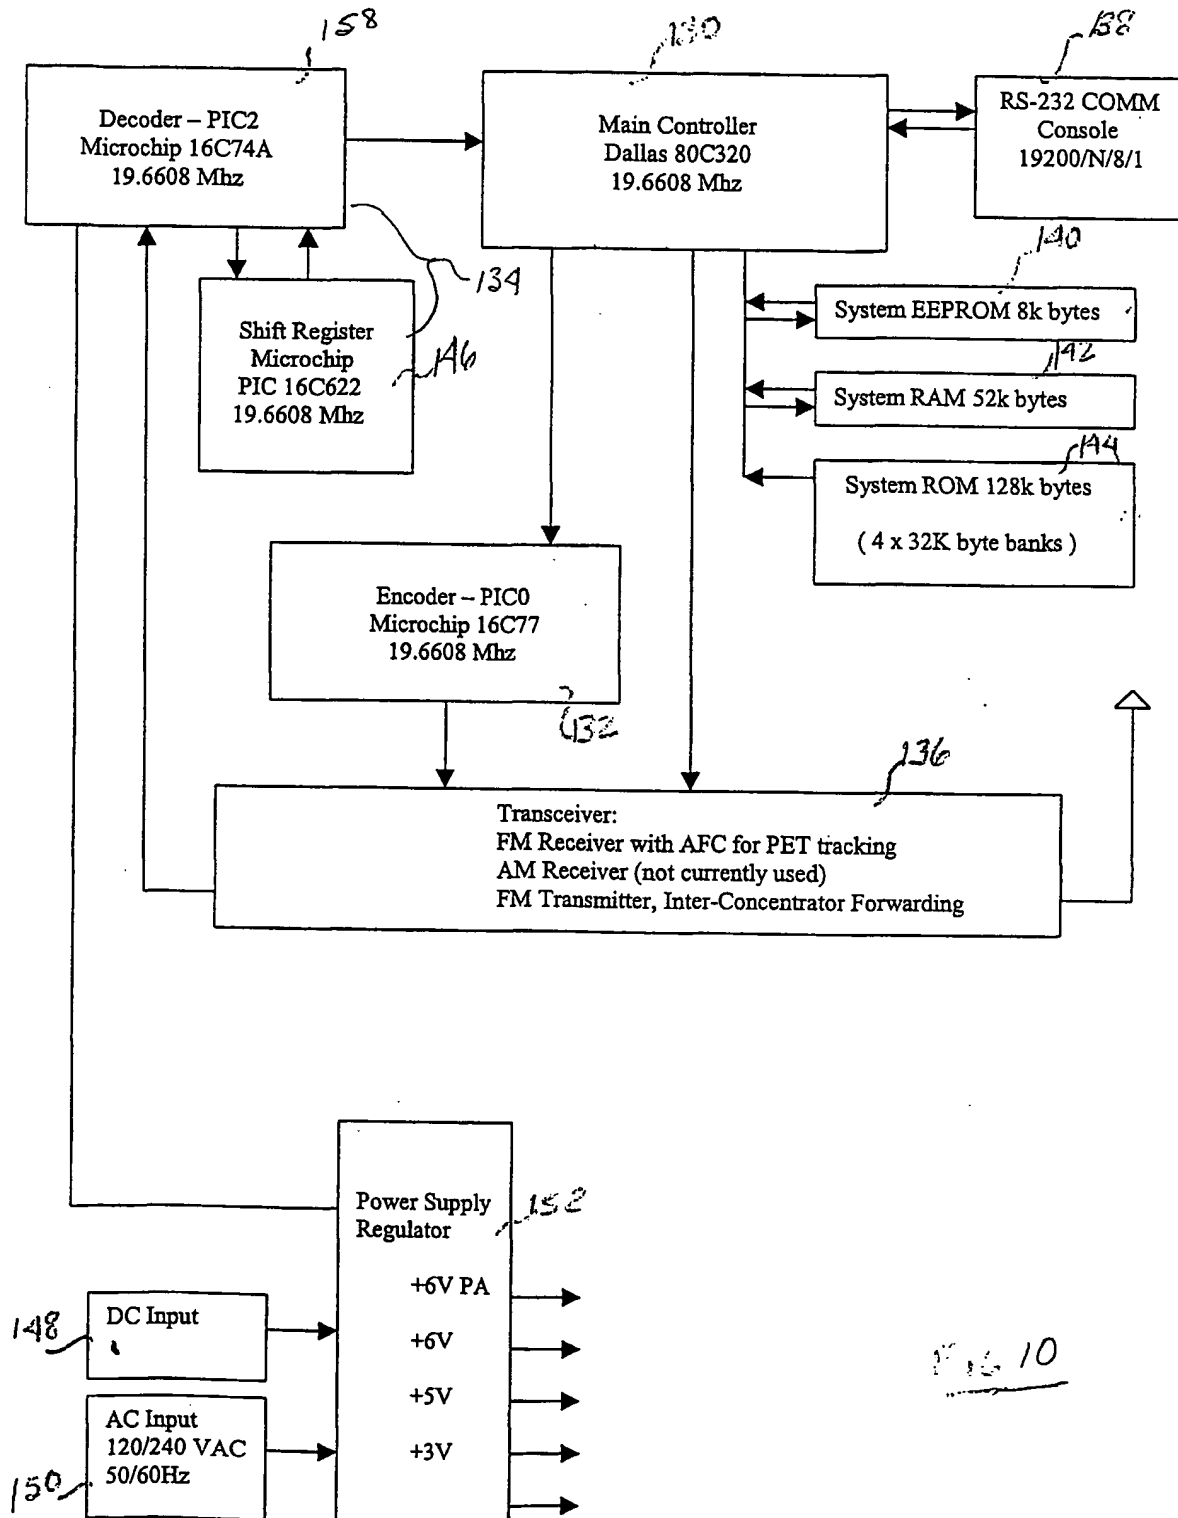 158
130
138
Decoder – PIC2
Microchip 16C74A
19.6608 Mhz
Main Controller
Dallas 80C320
19.6608 Mhz
RS-232 COMM
Console
19200/N/8/1
134
140
System EEPROM 8k bytes
142
System RAM 52k bytes
144
System ROM 128k bytes
( 4 x 32K byte banks )
Shift Register
Microchip
PIC 16C622
19.6608 Mhz
146
Encoder – PIC0
Microchip 16C77
19.6608 Mhz
132
136
Transceiver:
FM Receiver with AFC for PET tracking
AM Receiver (not currently used)
FM Transmitter, Inter-Concentrator Forwarding
Power Supply
Regulator
152
+6V PA
+6V
+5V
+3V
DC Input
148
AC Input
120/240 VAC
50/60Hz
150
FIG 10